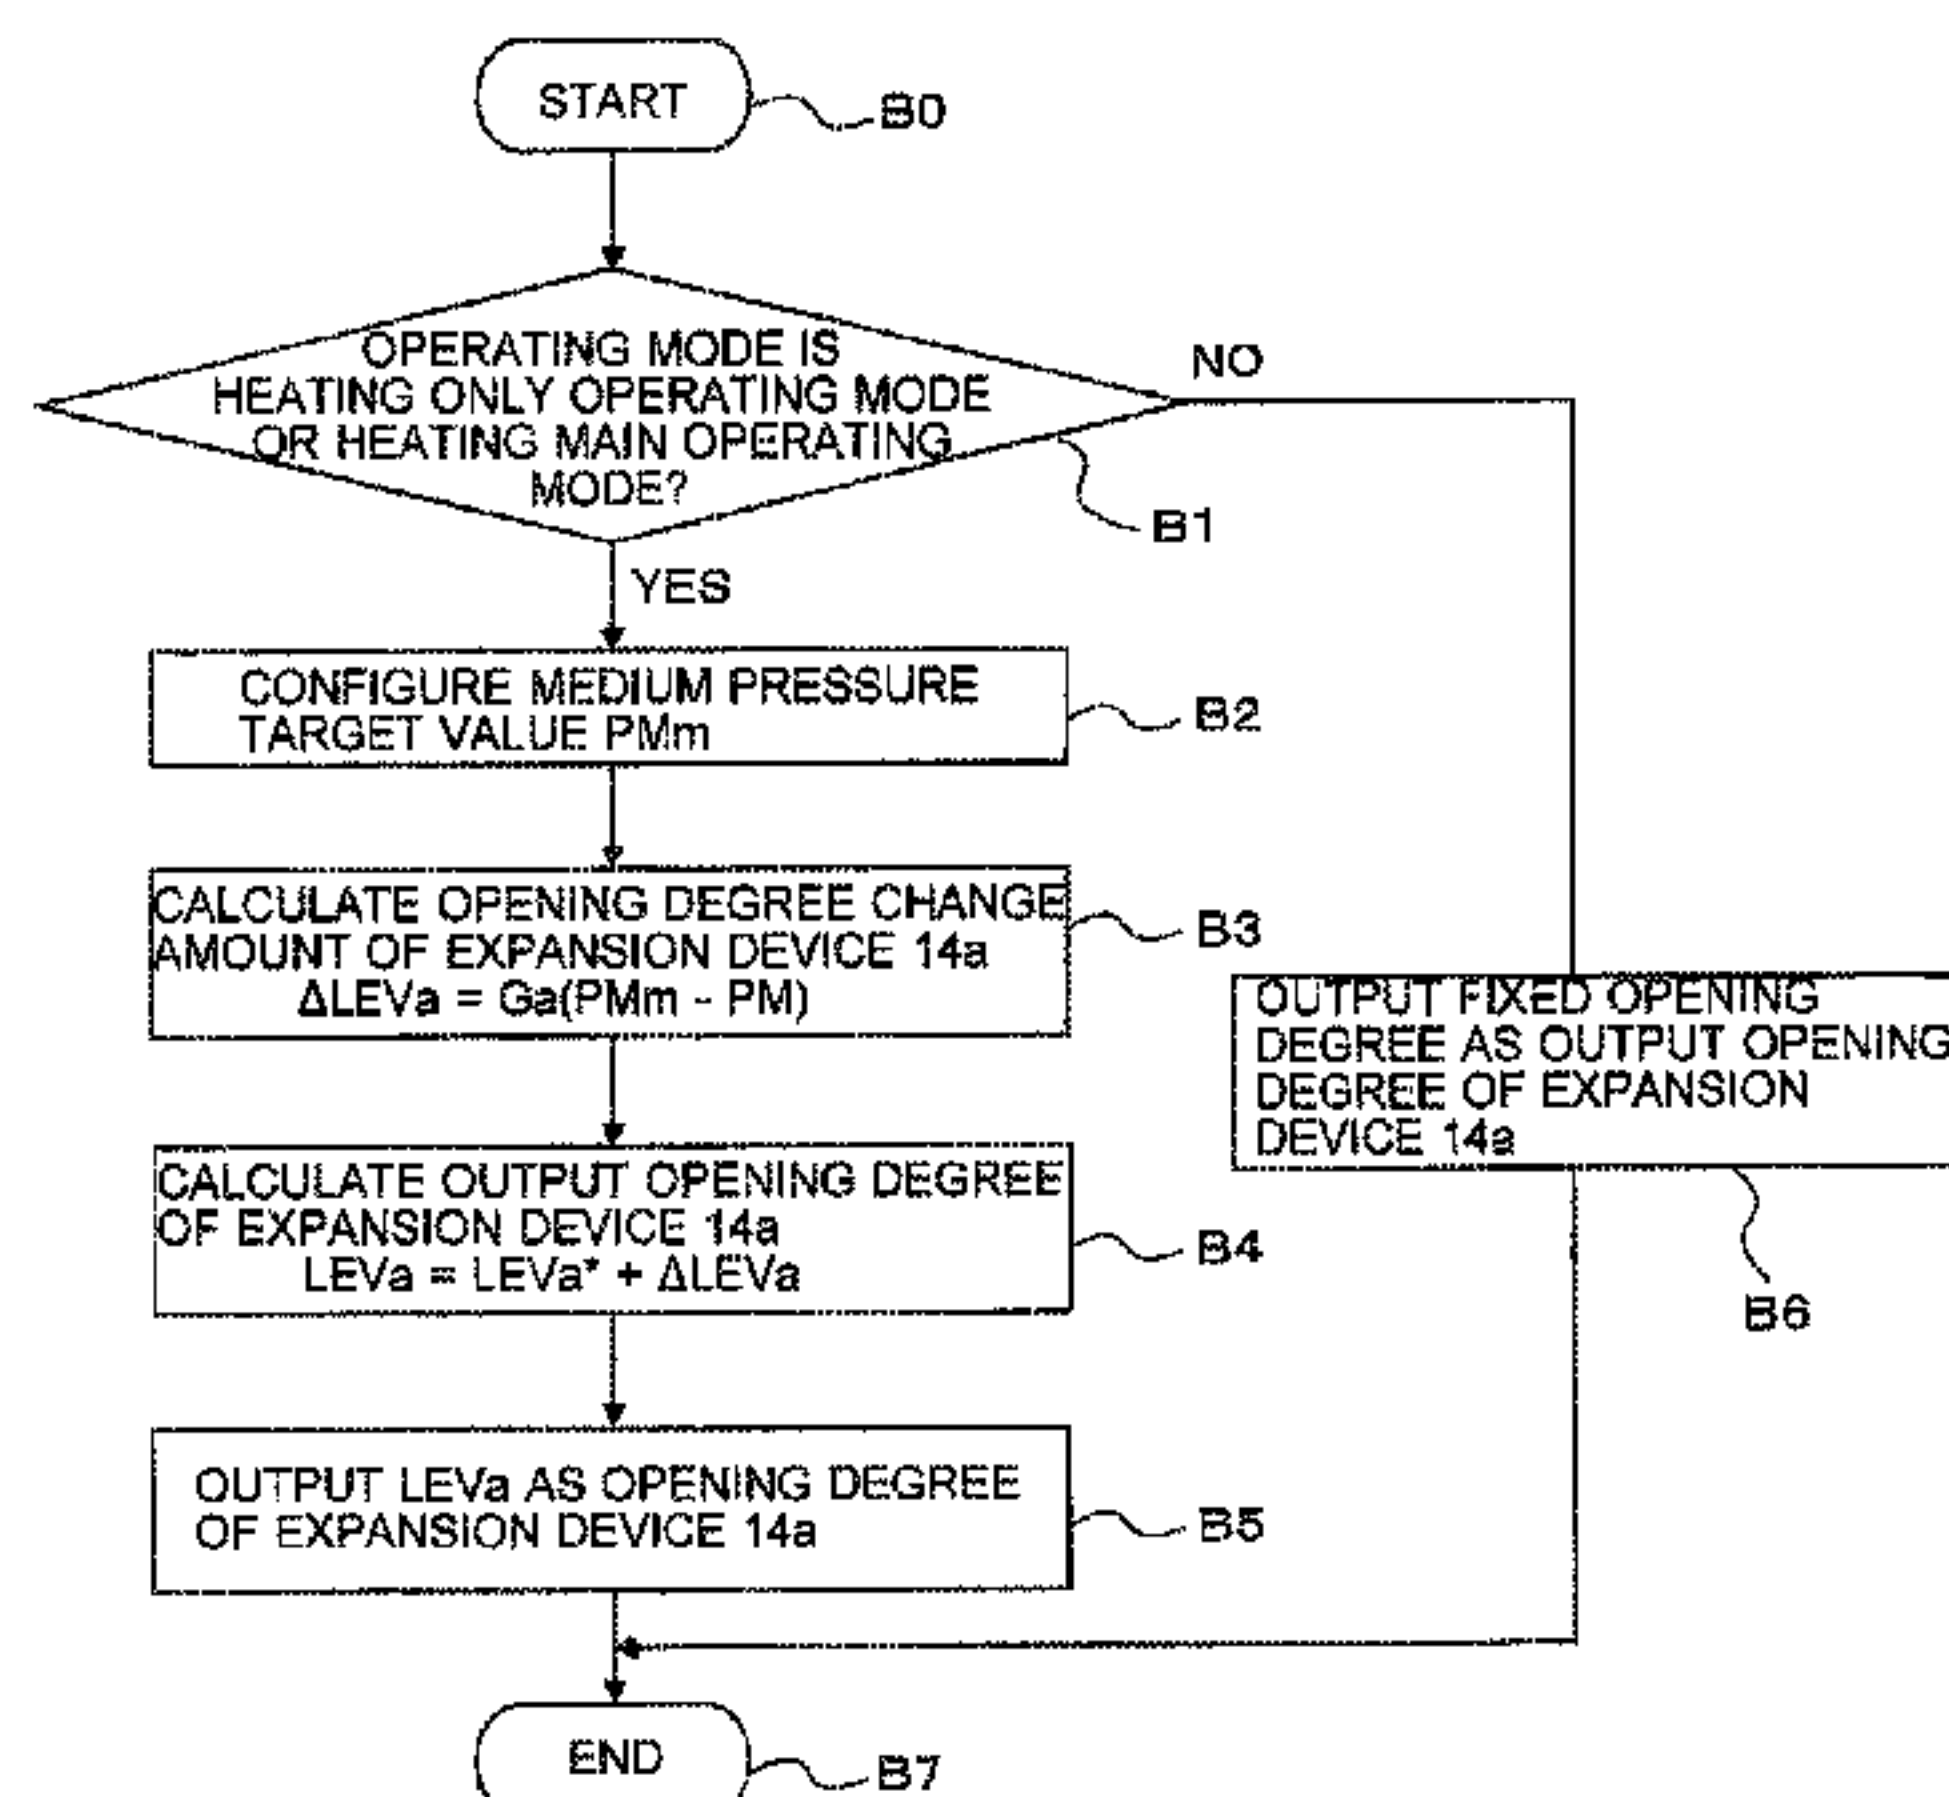 START
B0
OPERATING MODE IS
HEATING ONLY OPERATING MODE
OR HEATING MAIN OPERATING
MODE?
NO
B1
YES
CONFIGURE MEDIUM PRESSURE
TARGET VALUE PMm
B2
CALCULATE OPENING DEGREE CHANGE
AMOUNT OF EXPANSION DEVICE 14a
ΔLEVa = Ga(PMm - PM)
B3
OUTPUT FIXED OPENING
DEGREE AS OUTPUT OPENING
DEGREE OF EXPANSION
DEVICE 14a
B6
CALCULATE OUTPUT OPENING DEGREE
OF EXPANSION DEVICE 14a
LEVa = LEVa* + ΔLEVa
B4
OUTPUT LEVa AS OPENING DEGREE
OF EXPANSION DEVICE 14a
B5
END
B7